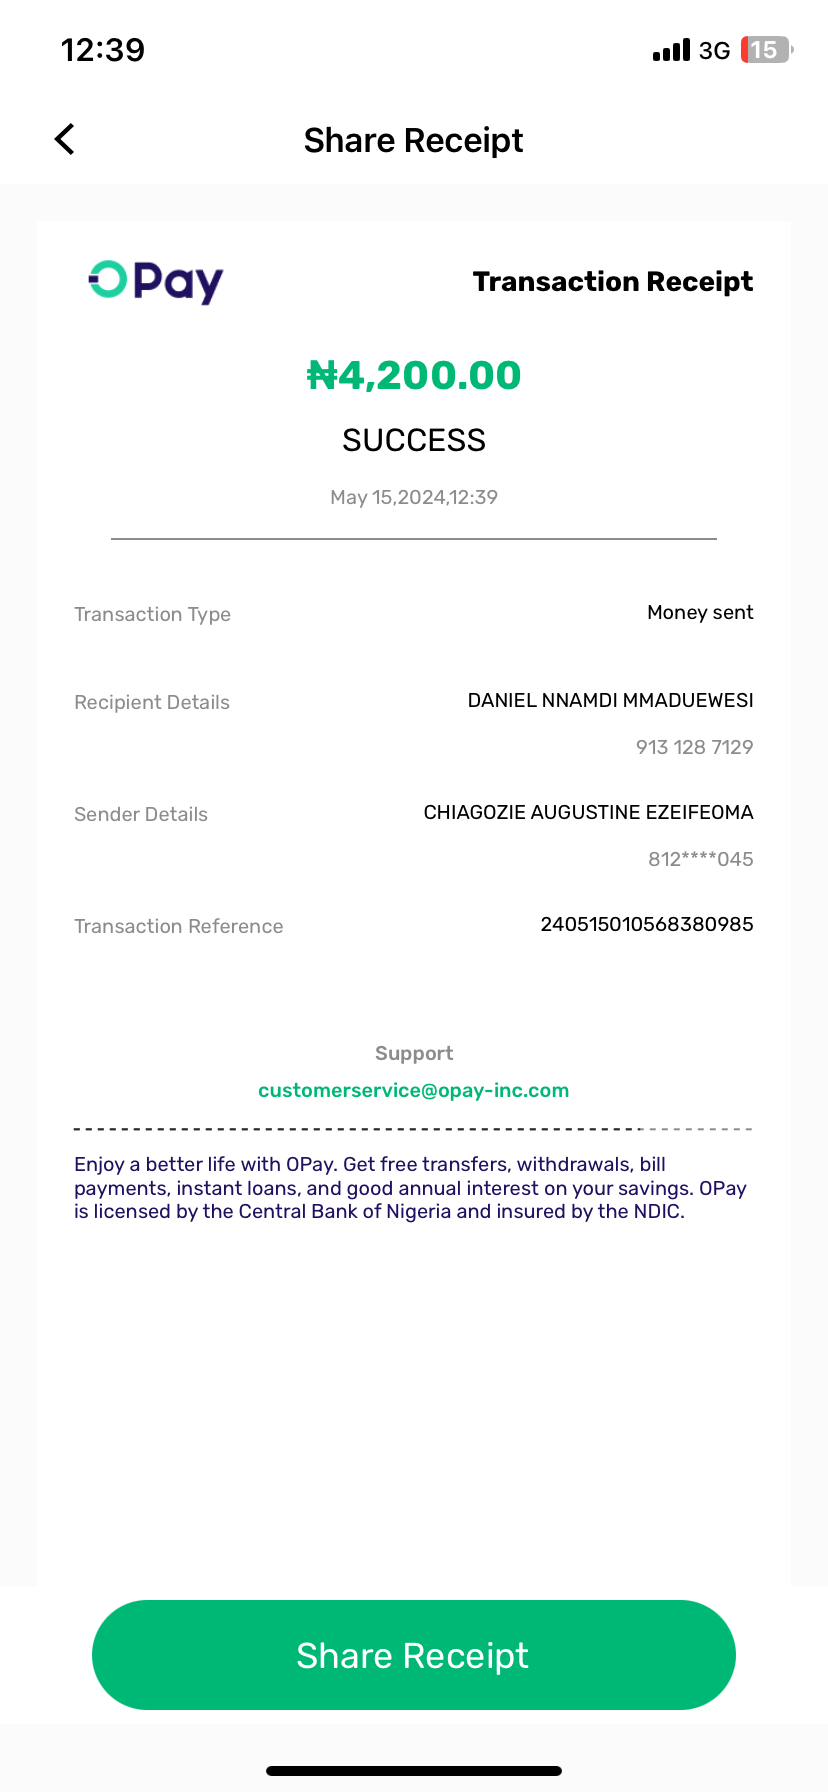 12:39 3G 15
Share Receipt
OPay Transaction Receipt
₦4,200.00
SUCCESS
May 15,2024,12:39
Transaction Type Money sent
Recipient Details DANIEL NNAMDI MMADUEWESI
913 128 7129
Sender Details CHIAGOZIE AUGUSTINE EZEIFEOMA
812****045
Transaction Reference 240515010568380985
Support
customerservice@opay-inc.com
Enjoy a better life with OPay. Get free transfers, withdrawals, bill
payments, instant loans, and good annual interest on your savings. OPay
is licensed by the Central Bank of Nigeria and insured by the NDIC.
Share Receipt